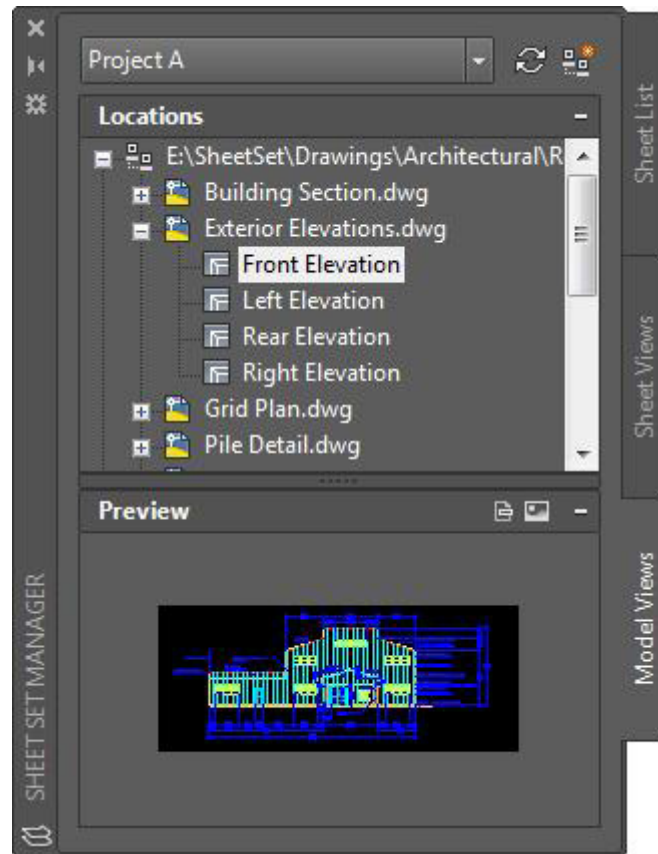 Project A
Locations
E:\SheetSet\Drawings\Architectural\R
Building Section.dwg
Exterior Elevations.dwg
Front Elevation
Left Elevation
Rear Elevation
Right Elevation
Grid Plan.dwg
Pile Detail.dwg
Preview
SHEET SET MANAGER
Sheet List
Sheet Views
Model Views